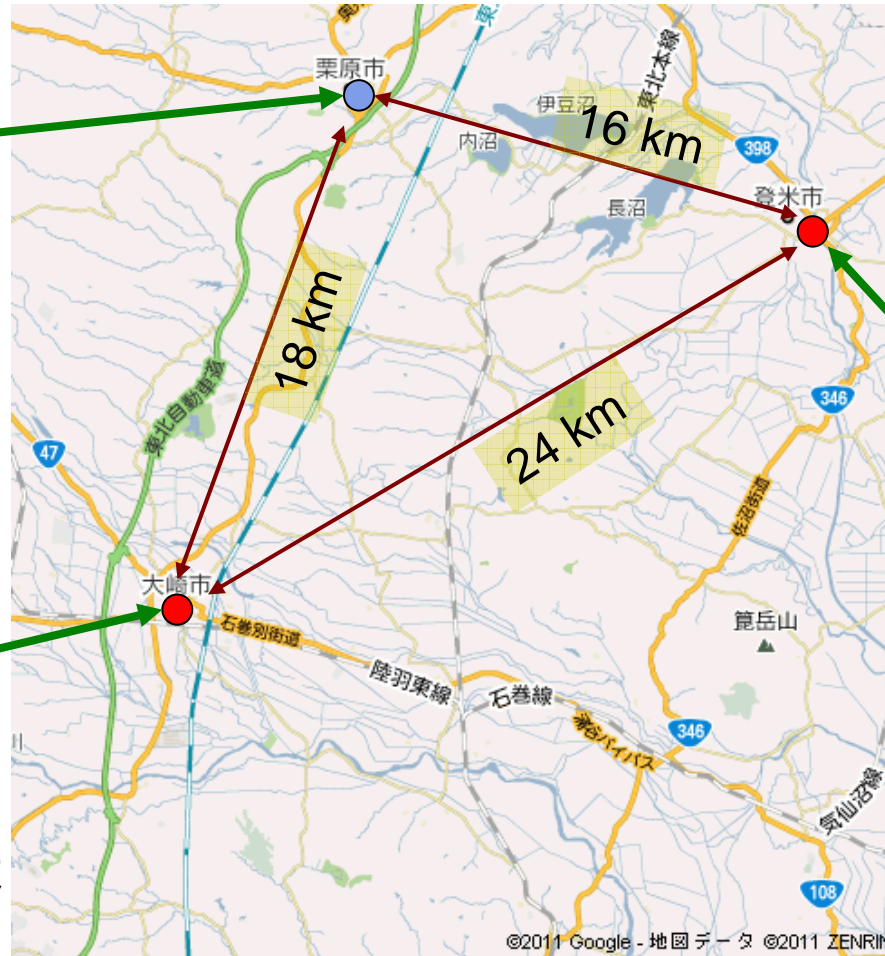 栗原市
伊豆沼
東北本線
16 km
内沼
398
登米市
長沼
18 km
東北自動車道
346
24 km
47
佐沼街道
大崎市
石巻別街道
箟岳山
陸羽東線
石巻線
346
涌谷バイパス
川
気仙沼線
108
©2011 Google - 地図データ ©2011 ZENRIN